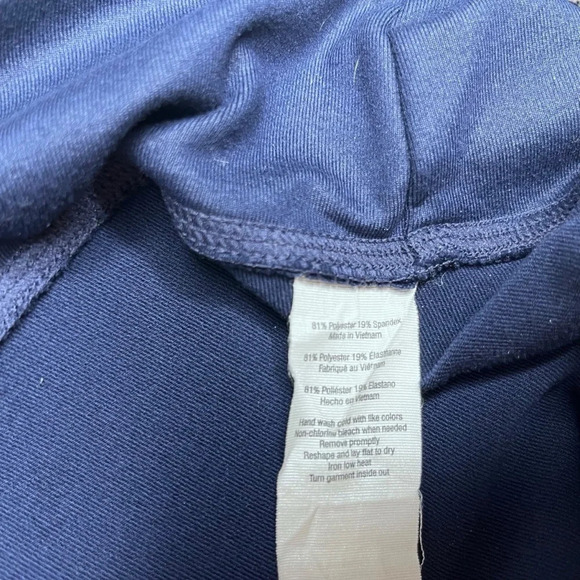 81% Polyester 19% Spandex
Made in Vietnam
81% Polyester 19% Elasthanne
Fabriqué au Viêtnam
81% Poliéster 19% Elastano
Hecho en Vietnam
Hand wash cold with like colors
Non-chlorine bleach when needed
Remove promptly
Reshape and lay flat to dry
Iron low heat
Turn garment inside out